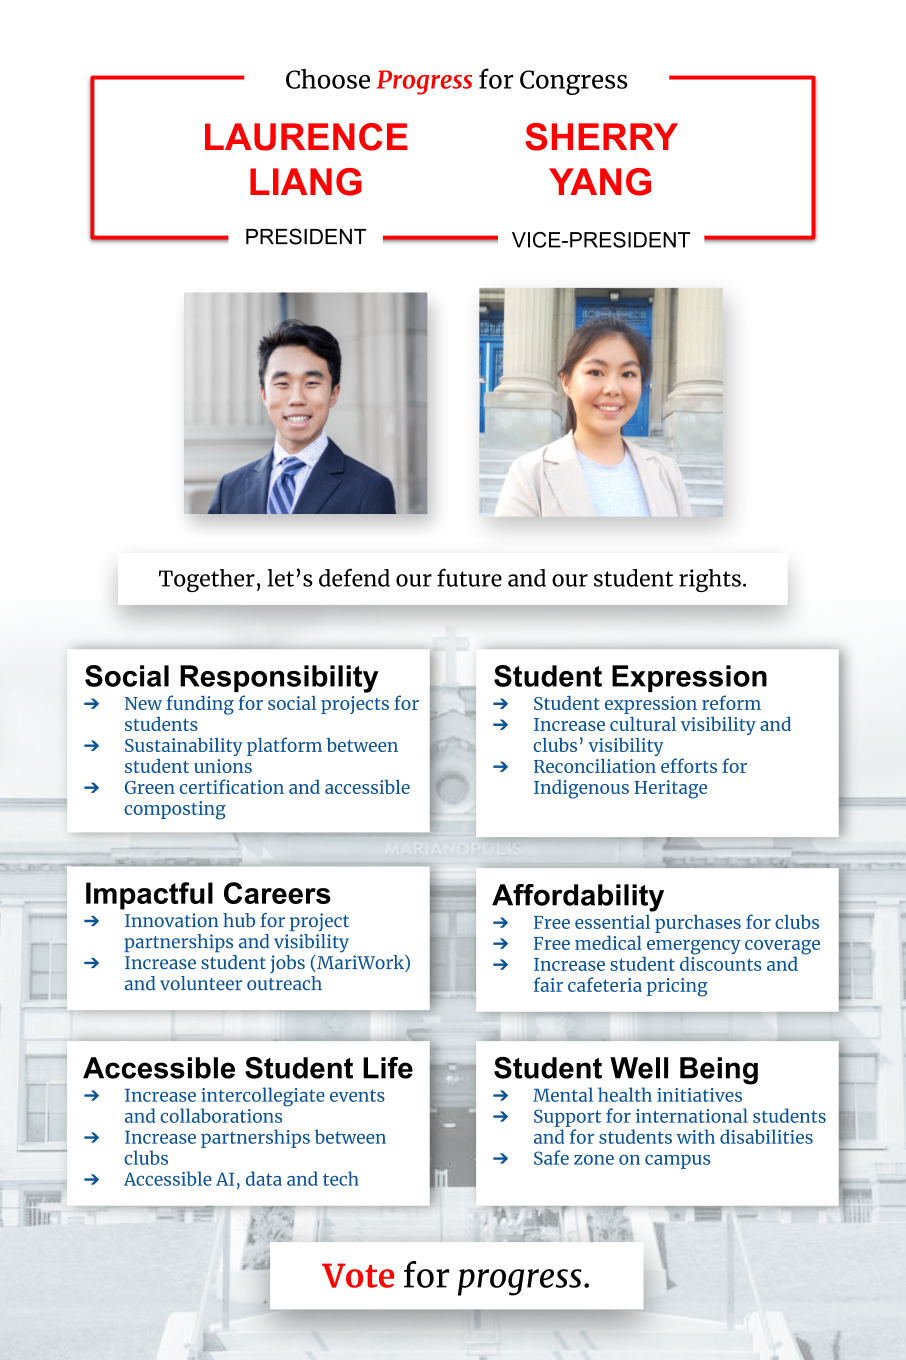 Choose Progress for Congress
LAURENCE
LIANG
SHERRY
YANG
PRESIDENT
VICE-PRESIDENT
Together, let’s defend our future and our student rights.
Social Responsibility
➔ New funding for social projects for
students
➔ Sustainability platform between
student unions
➔ Green certification and accessible
composting
Student Expression
➔ Student expression reform
➔ Increase cultural visibility and
clubs’ visibility
➔ Reconciliation efforts for
Indigenous Heritage
MARIANOPOLIS
Impactful Careers
➔ Innovation hub for project
partnerships and visibility
➔ Increase student jobs (MariWork)
and volunteer outreach
Affordability
➔ Free essential purchases for clubs
➔ Free medical emergency coverage
➔ Increase student discounts and
fair cafeteria pricing
Accessible Student Life
➔ Increase intercollegiate events
and collaborations
➔ Increase partnerships between
clubs
➔ Accessible AI, data and tech
Student Well Being
➔ Mental health initiatives
➔ Support for international students
and for students with disabilities
➔ Safe zone on campus
Vote for progress.